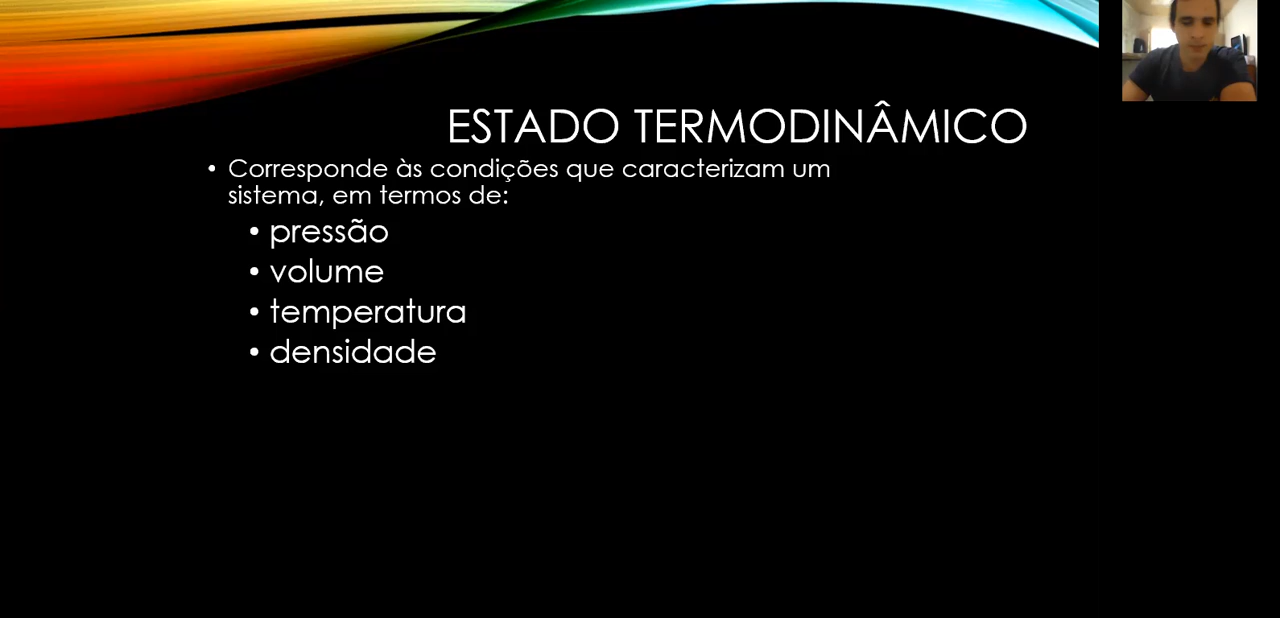 ESTADO TERMODINÂMICO
• Corresponde às condições que caracterizam um
sistema, em termos de:
• pressão
• volume
• temperatura
• densidade